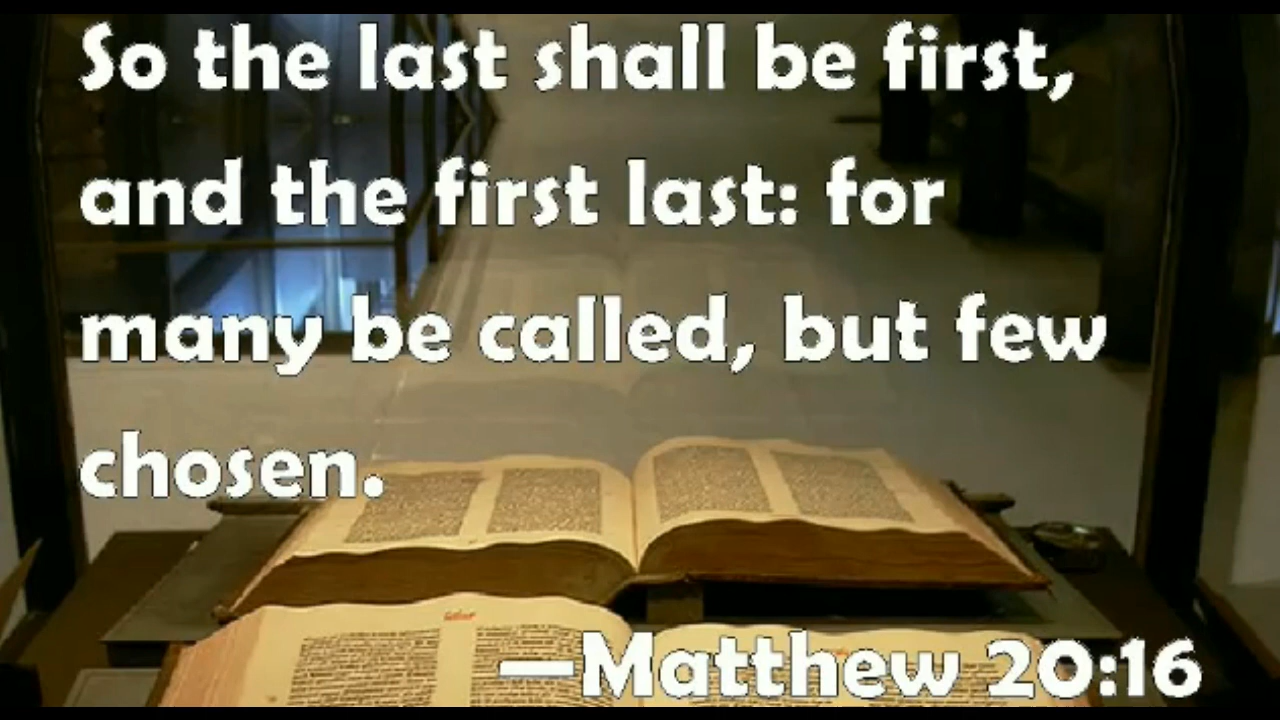 So the last shall be first,
and the first last: for
many be called, but few
chosen.
—Matthew 20:16